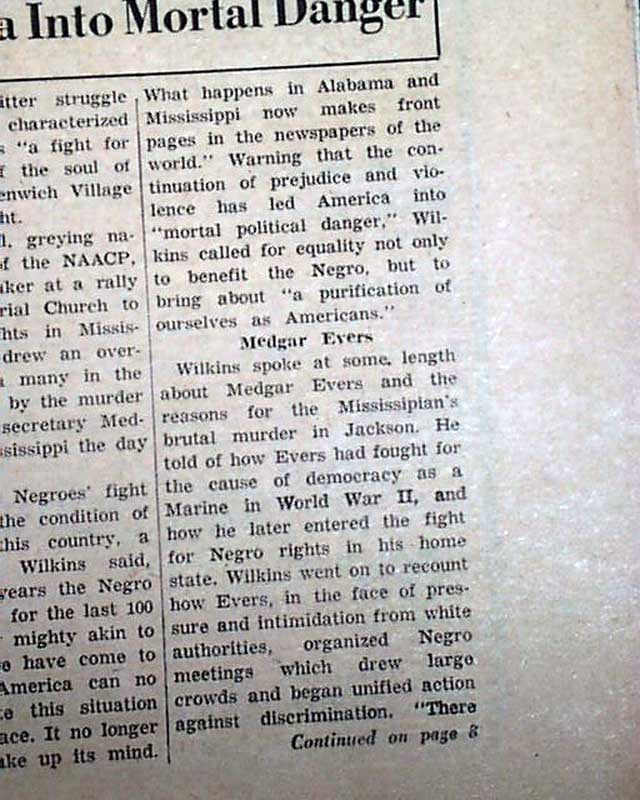 a Into Mortal Danger
itter struggle
characterized
s "a fight for
f the soul of
enwich Village
ht.
l, greying na-
of the NAACP,
aker at a rally
rial Church to
hts in Missis-
drew an over-
a many in the
by the murder
secretary Med-
ssissippi the day
Negroes' fight
the condition of
his country, a
Wilkins said,
years the Negro
for the last 100
mighty akin to
e have come to
America can no
te this situation
ace. It no longer
ake up its mind.
What happens in Alabama and
Mississippi now makes front
pages in the newspapers of the
world." Warning that the con-
tinuation of prejudice and vio-
lence has led America into
"mortal political danger," Wil-
kins called for equality not only
to benefit the Negro, but to
bring about "a purification of
ourselves as Americans."
Medgar Evers
Wilkins spoke at some length
about Medgar Evers and the
reasons for the Mississipian's
brutal murder in Jackson. He
told of how Evers had fought for
the cause of democracy as a
Marine in World War II, and
how he later entered the fight
for Negro rights in his home
state. Wilkins went on to recount
how Evers, in the face of pres-
sure and intimidation from white
authorities, organized Negro
meetings which drew large
crowds and began unified action
against discrimination. "There
Continued on page 8